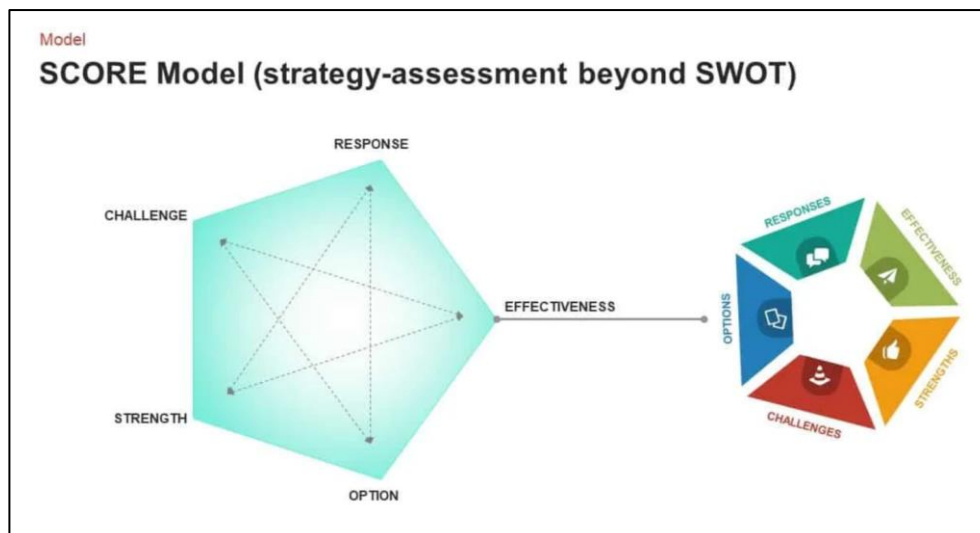 Model
SCORE Model (strategy-assessment beyond SWOT)
RESPONSE
CHALLENGE
EFFECTIVENESS
STRENGTH
OPTION
RESPONSES
EFFECTIVENESS
OPTIONS
STRENGTHS
CHALLENGES